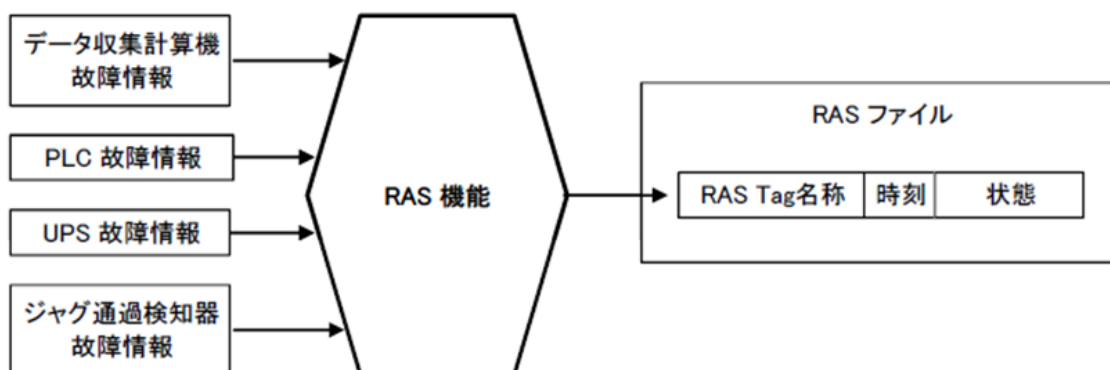 データ収集計算機
故障情報
PLC 故障情報
UPS 故障情報
ジャグ通過検知器
故障情報
RAS 機能
RAS ファイル
RAS Tag名称 時刻 状態